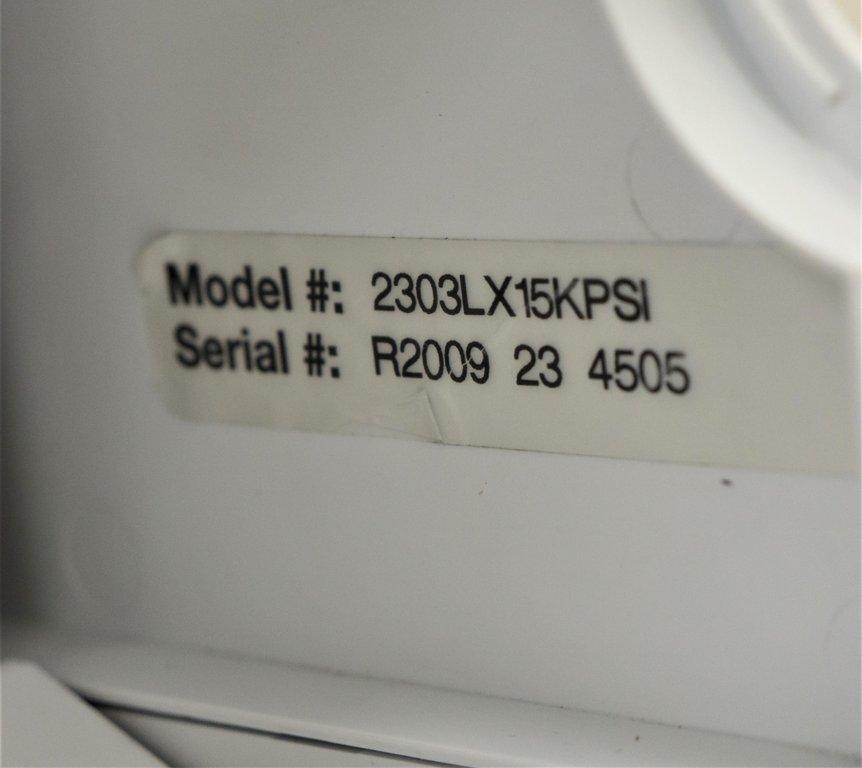 Model #: 2303LX15KPSI
Serial #: R2009 23 4505